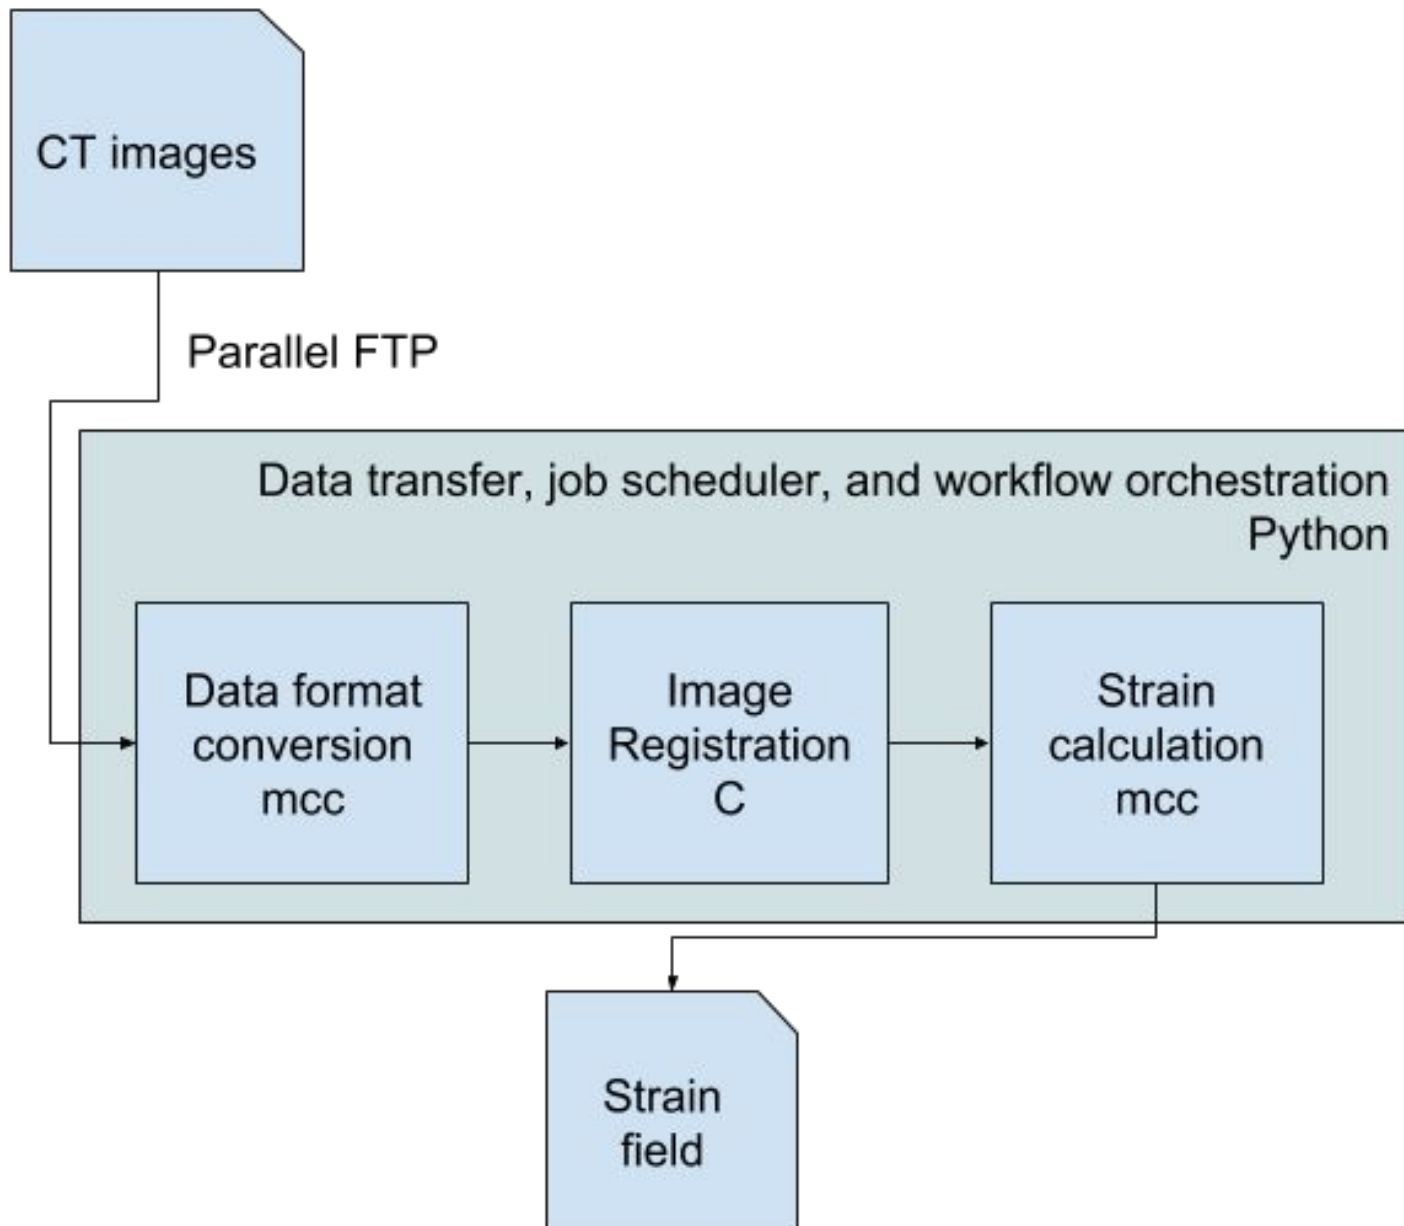 CT images
Parallel FTP
Data transfer, job scheduler, and workflow orchestration
Python
Data format
conversion
mcc
Image
Registration
C
Strain
calculation
mcc
Strain
field